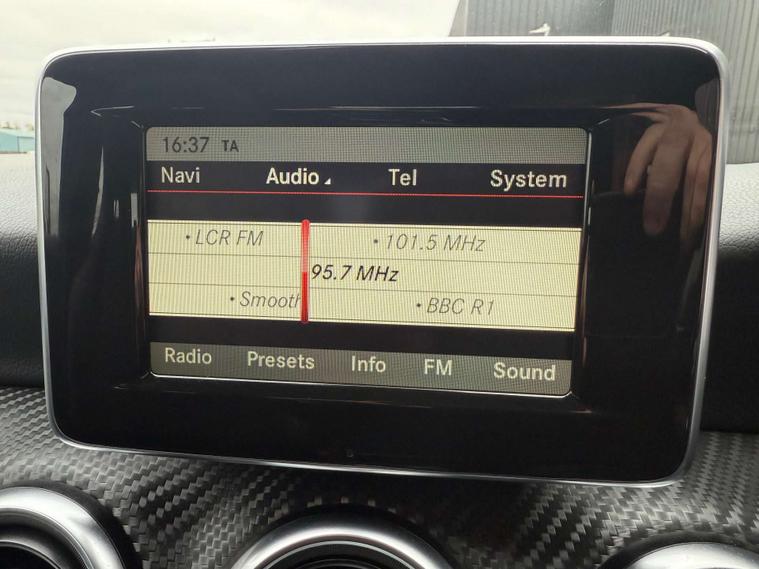 16:37 TA
Navi Audio Tel System
• LCR FM • 101.5 MHz
95.7 MHz
• Smooth • BBC R1
Radio Presets Info FM Sound